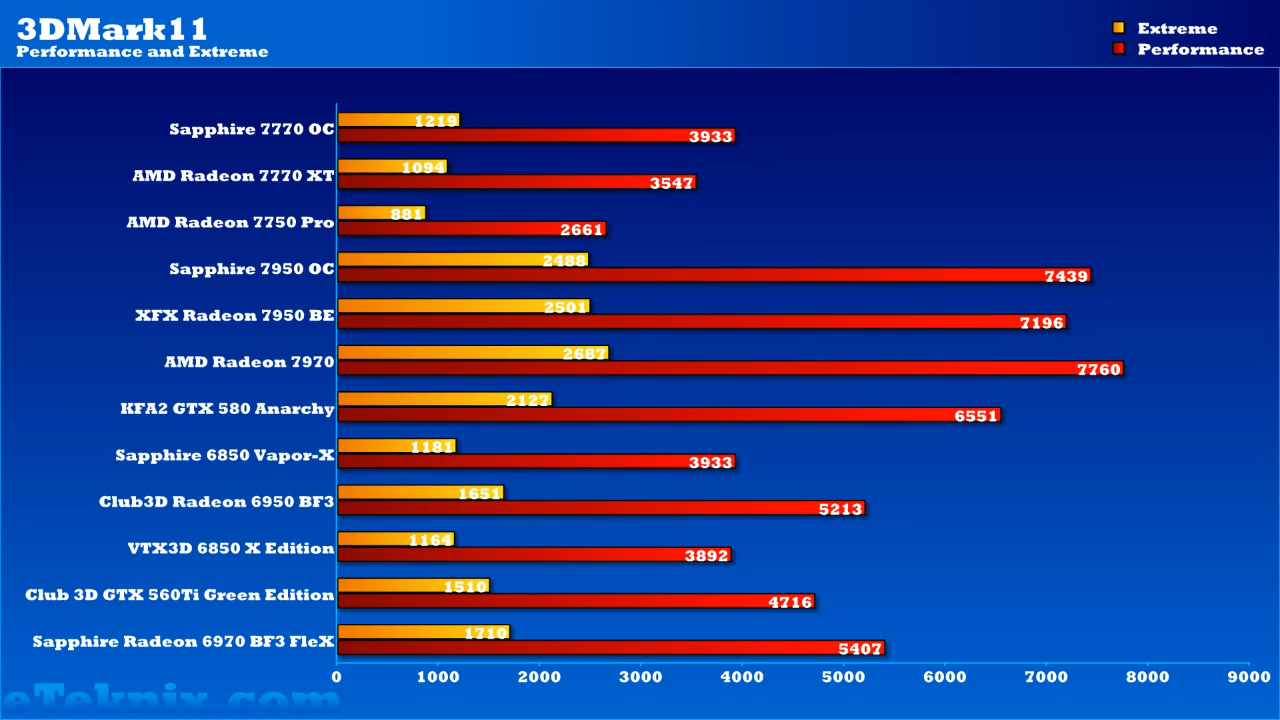 3DMark11
Performance and Extreme
Extreme
Performance
Sapphire 7770 OC 1219 3933
AMD Radeon 7770 XT 1094 3547
AMD Radeon 7750 Pro 881 2661
Sapphire 7950 OC 2488 7439
XFX Radeon 7950 BE 2501 7196
AMD Radeon 7970 2687 7760
KFA2 GTX 580 Anarchy 2127 6551
Sapphire 6850 Vapor-X 1181 3933
Club3D Radeon 6950 BF3 1651 5213
VTX3D 6850 X Edition 1164 3892
Club 3D GTX 560Ti Green Edition 1510 4716
Sapphire Radeon 6970 BF3 FleX 1710 5407
0 1000 2000 3000 4000 5000 6000 7000 8000 9000
eTeknix.com